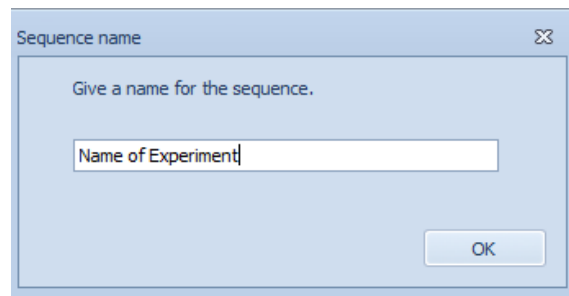 Sequence name
Give a name for the sequence.
Name of Experiment
OK